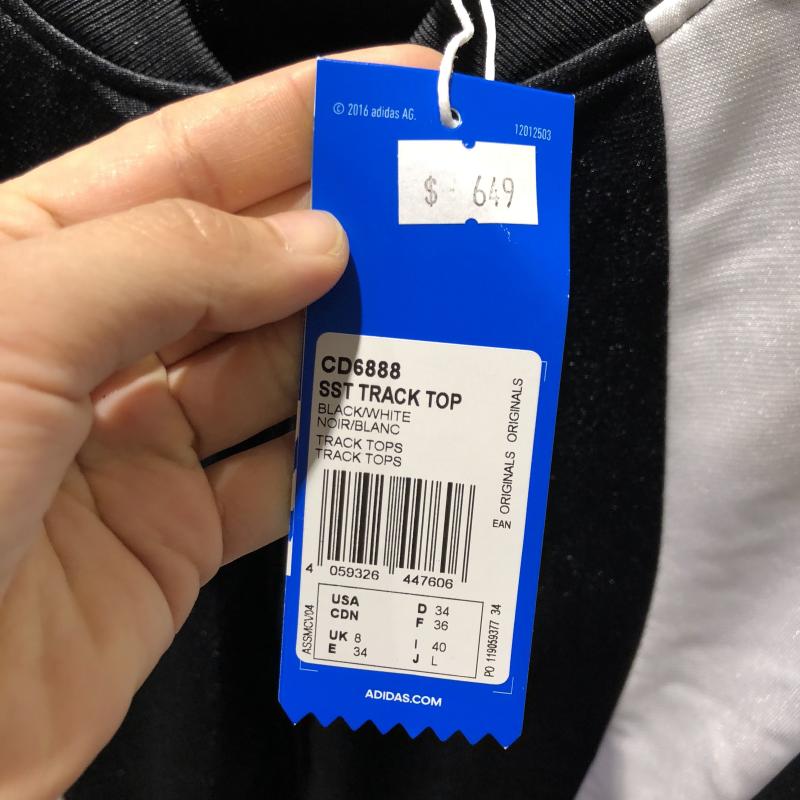 © 2016 adidas AG.
12012503
$ - 649
CD6888
SST TRACK TOP
BLACK/WHITE
NOIR/BLANC
TRACK TOPS
TRACK TOPS
EAN ORIGINALS ORIGINALS
4 059326 447606
ASSMCV04
USA
CDN
UK 8
E 34
D 34
F 36
I 40
J L
PO 119059377 34
ADIDAS.COM